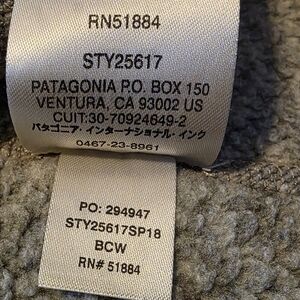 RN51884
STY25617
PATAGONIA P.O. BOX 150
VENTURA, CA 93002 US
CUIT:30-70924649-2
パタゴニア・インターナショナル・インク
0467-23-8961
PO: 294947
STY25617SP18
BCW
RN# 51884